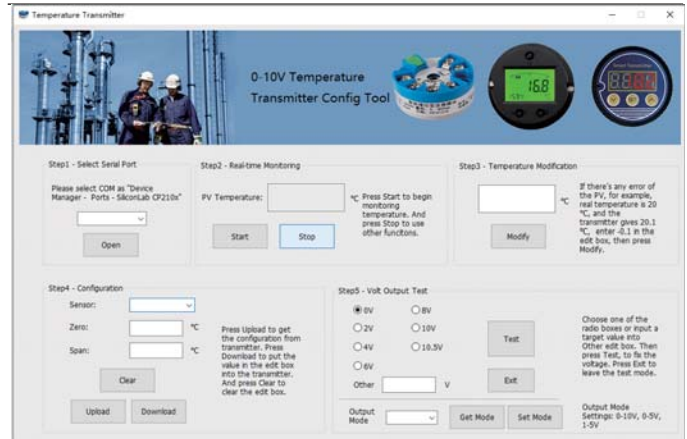 Temperature Transmitter
0-10V Temperature
Transmitter Config Tool
16.8
Step1 - Select Serial Port
Please select COM as "Device
Manager - Ports - SiliconLab CP210x"
Open
Step2 - Real-time Monitoring
PV Temperature:
℃
Press Start to begin
monitoring
temperature. And
press Stop to use
other functions.
Start
Stop
Step3 - Temperature Modification
℃
Modify
If there's any error of
the PV, for example,
real temperature is 20
℃, and the
transmitter gives 20.1
℃, enter -0.1 in the
edit box, then press
Modify.
Step4 - Configuration
Sensor:
Zero:
℃
Span:
℃
Clear
Upload
Download
Press Upload to get
the configuration from
transmitter. Press
Download to put the
value in the edit box
into the transmitter.
And press Clear to
clear the edit box.
Step5 - Volt Output Test
0V
8V
2V
10V
4V
10.5V
6V
Other
V
Test
Exit
Choose one of the
radio boxes or input a
target value into
Other edit box. Then
press Test, to fix the
voltage. Press Exit to
leave the test mode.
Output
Mode
Get Mode
Set Mode
Output Mode
Settings: 0-10V, 0-5V,
1-5V